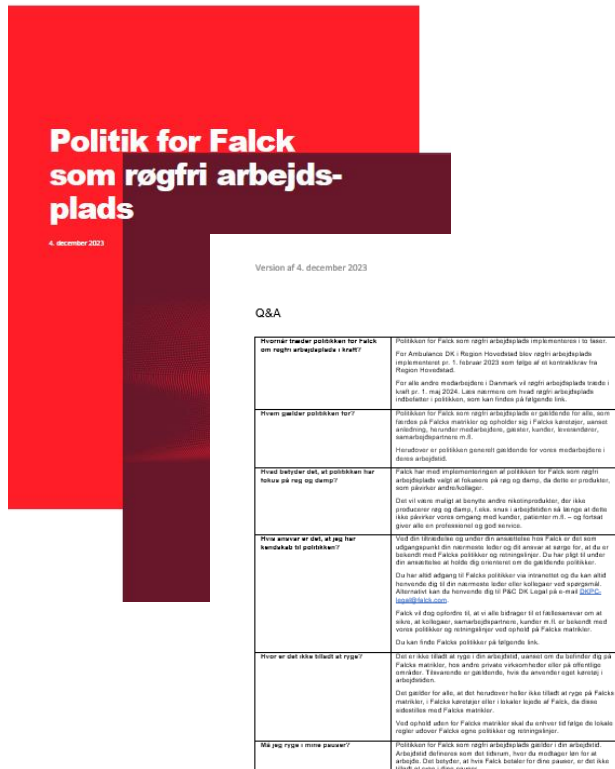 Politik for Falck
som røgfri arbejds-
plads
4. december 2023
Version af 4. december 2023
Q&A
Hvornår træder politikken for Falck
om røgfri arbejdsplads i kraft?
Politikken for Falck som røgfri arbejdsplads implementeres i to faser.
For Ambulance DK i Region Hovedstad blev røgfri arbejdsplads
implementeret pr. 1. februar 2023 som følge af et kontraktkrav fra
Region Hovedstad.
For alle andre medarbejdere i Danmark vil røgfri arbejdsplads træde i
kraft pr. 1. maj 2024. Læs nærmere om hvad røgfri arbejdsplads
indbefatter i politikken, som kan findes på følgende link.
Hvem gælder politikken for?
Politikken for Falck som røgfri arbejdsplads er gældende for alle, som
færdes på Falcks matrikler og opholder sig i Falcks køretøjer, uanset
anledning, herunder medarbejdere, gæster, kunder, leverandører,
samarbejdspartnere m.fl.
Herudover er politikken generelt gældende for vores medarbejdere i
deres arbejdstid.
Hvad betyder det, at politikken har
fokus på røg og damp?
Falck har med implementeringen af politikken for Falck som røgfri
arbejdsplads valgt at fokusere på røg og damp, da dette er produkter,
som påvirker andre/kollager.
Det vil være muligt at benytte andre nikotinprodukter, der ikke
producerer røg og damp, f.eks. snus i arbejdstiden så længe at dette
ikke påvirker vores omgang med kunder, patienter m.fl. – og fortsat
giver alle en professionel og god service.
Hvis ansvar er det, at jeg har
kendskab til politikken?
Ved din tiltrædelse og under din ansættelse hos Falck er det som
udgangspunkt din nærmeste leder og dit ansvar at sørge for, at du er
bekendt med Falcks politikker og retningslinjer. Du har pligt til under
din ansættelse at holde dig orienteret om de gældende politikker.
Du har altid adgang til Falcks politikker via intranettet og du kan altid
henvende dig til din nærmeste leder eller kollegaer ved spørgsmål.
Alternativt kan du henvende dig til P&C DK Legal på e-mail DKPC-
legal@falck.com.
Falck vil dog opfordre til, at vi alle bidrager til et fællesansvar om at
sikre, at kollegaer, samarbejdspartnere, kunder m.fl. er bekendt med
vores politikker og retningslinjer ved ophold på Falcks matrikler.
Du kan finde Falcks politikker på følgende link.
Hvor er det ikke tilladt at ryge?
Det er ikke tilladt at ryge i din arbejdstid, uanset om du befinder dig på
Falcks matrikler, hos andre private virksomheder eller på offentlige
områder. Tilsvarende er gældende, hvis du anvender eget køretøj i
arbejdstiden.
Det gælder for alle, at det herudover heller ikke tilladt at ryge på Falcks
matrikler, i Falcks køretøjer eller i lokaler lejede af Falck, da disse
sidestilles med Falcks matrikler.
Ved ophold uden for Falcks matrikler skal du enhver tid følge de lokale
regler udover Falcks egne politikker og retningslinjer.
Må jeg ryge i mine pauser?
Politikken for Falck som røgfri arbejdsplads gælder i din arbejdstid.
Arbejdstid defineres som det tidsrum, hvor du modtager løn for at
arbejde. Det betyder, at hvis Falck betaler for dine pauser, er det ikke
tilladt at ryge i dine pauser.